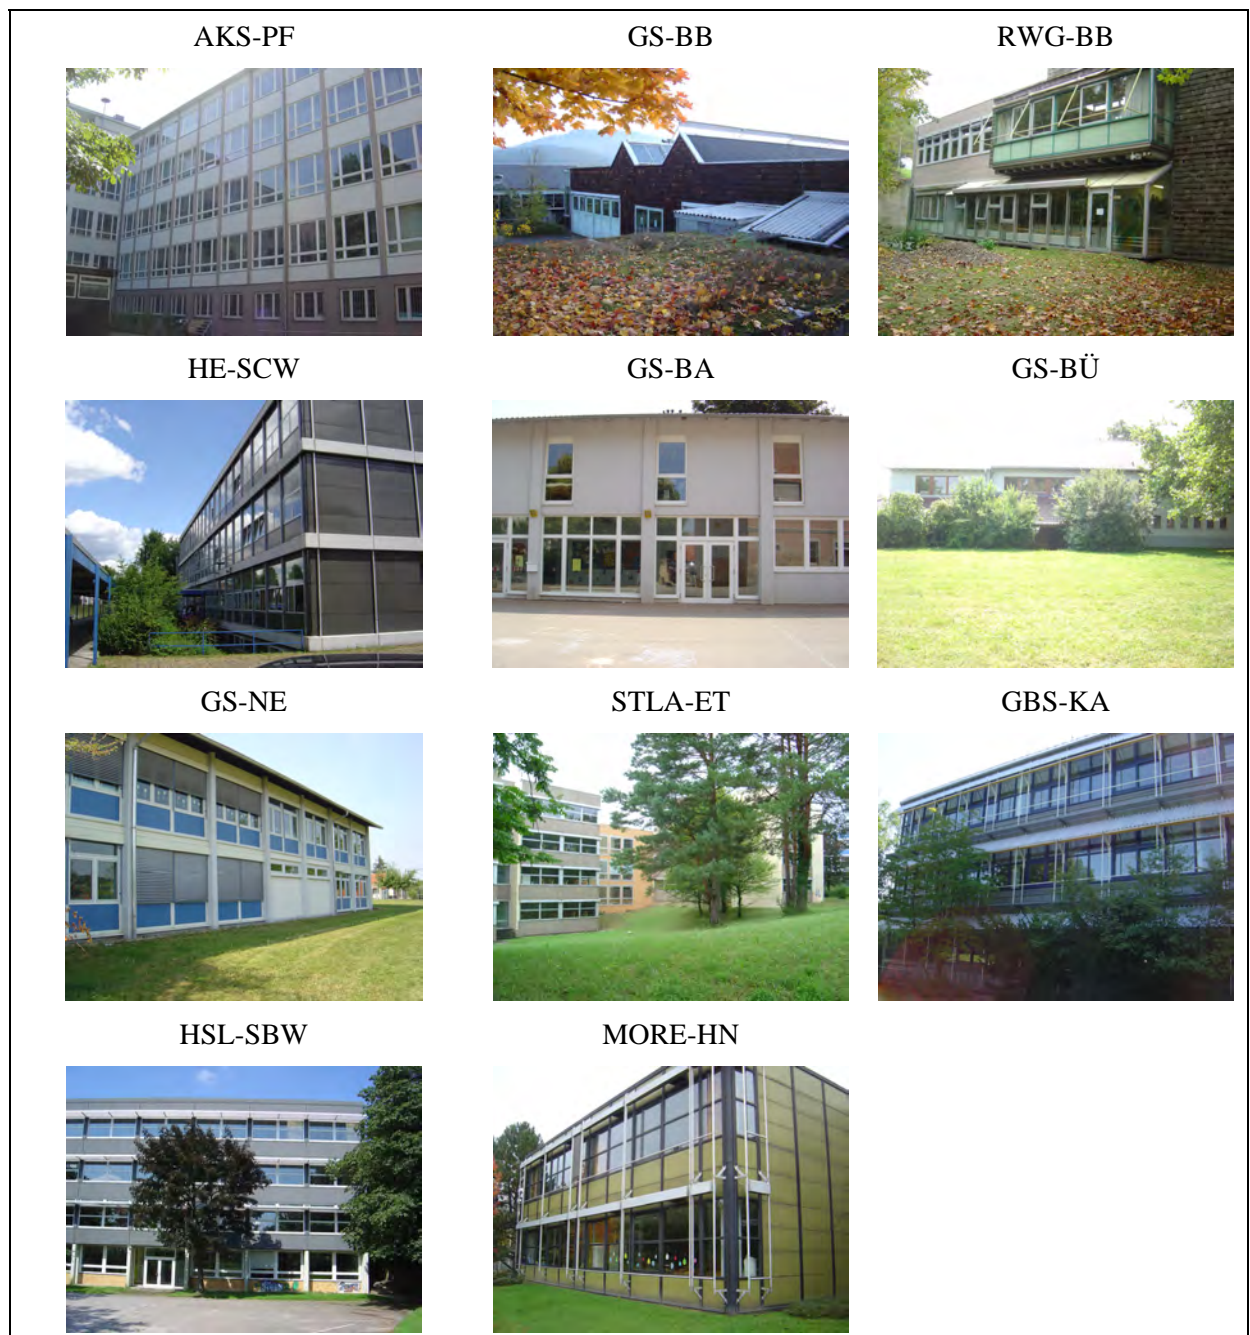 AKS-PF
GS-BB
RWG-BB
HE-SCW
GS-BA
GS-BÜ
GS-NE
STLA-ET
GBS-KA
HSL-SBW
MORE-HN